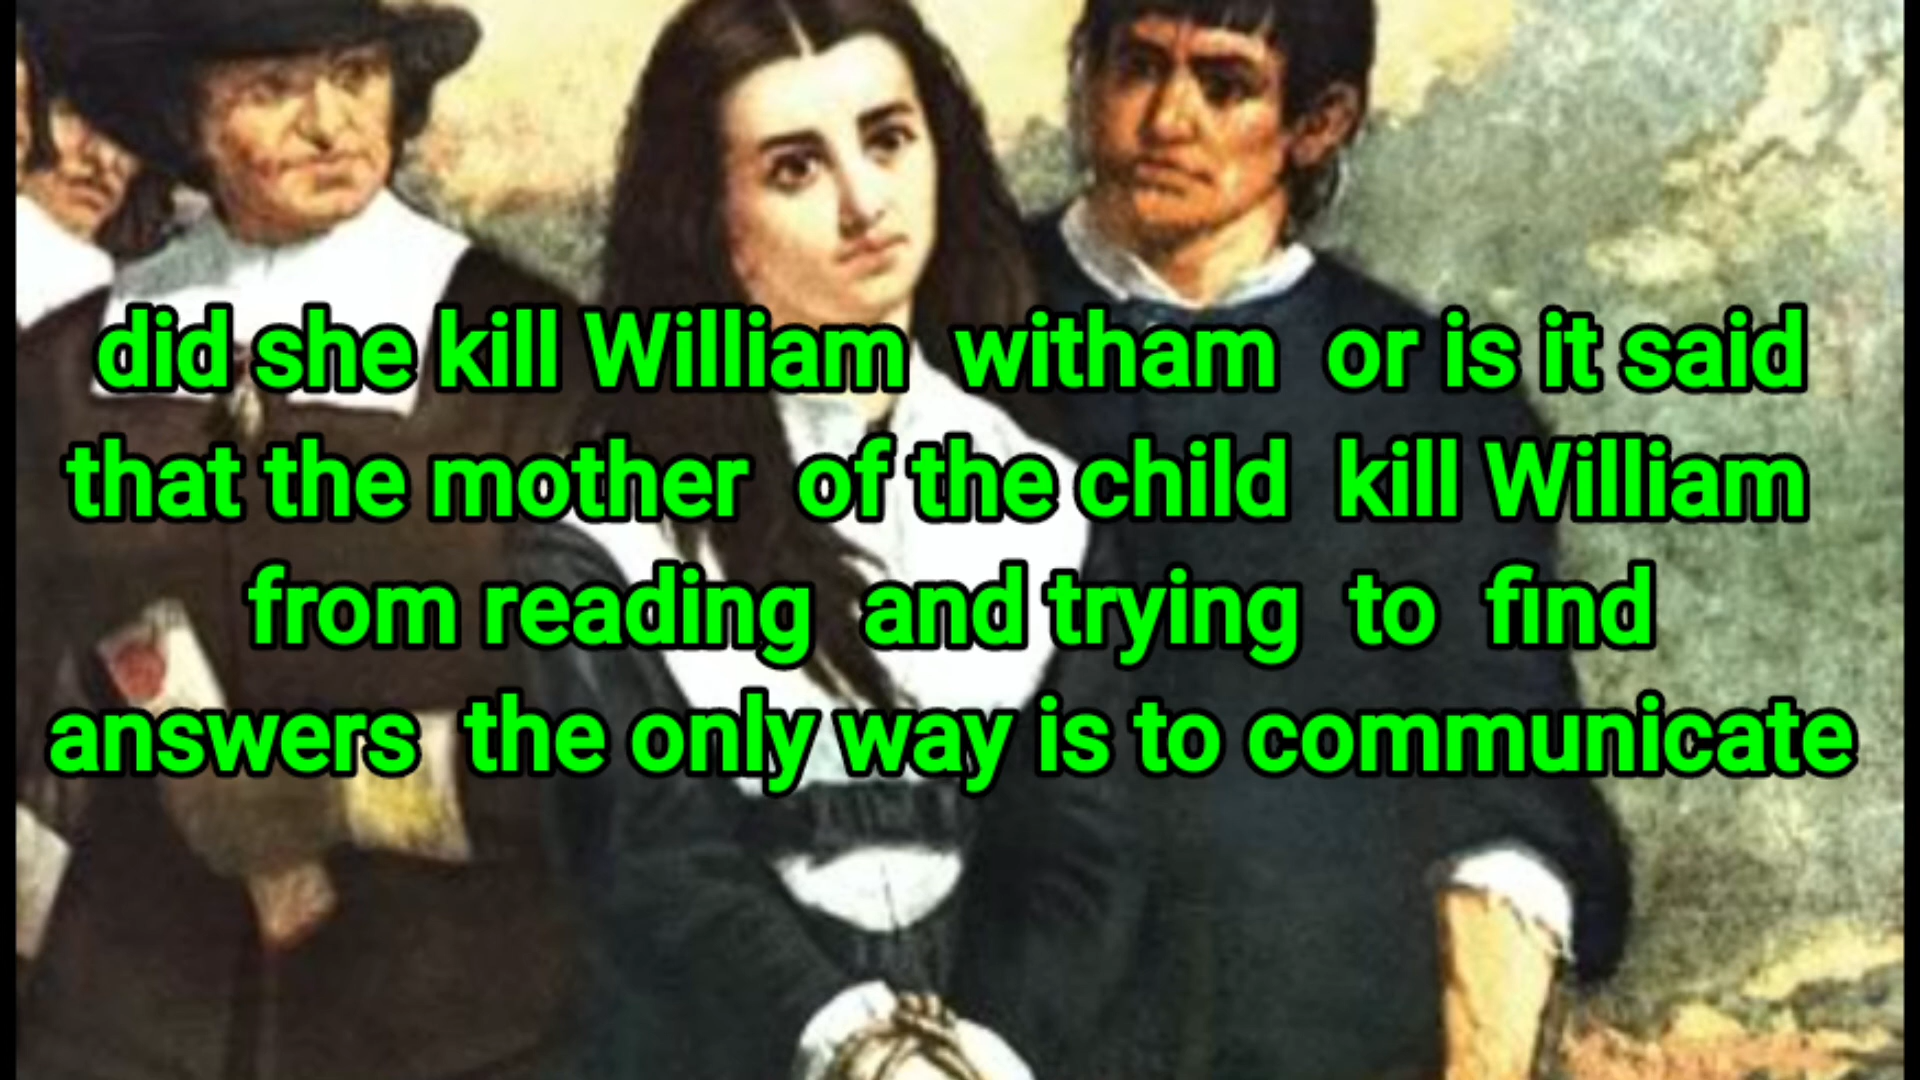 did she kill William witham or is it said
that the mother of the child kill William
from reading and trying to find
answers the only way is to communicate